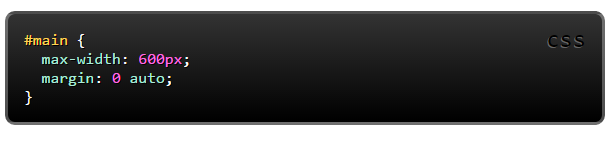 CSS
#main {
  max-width: 600px;
  margin: 0 auto;
}